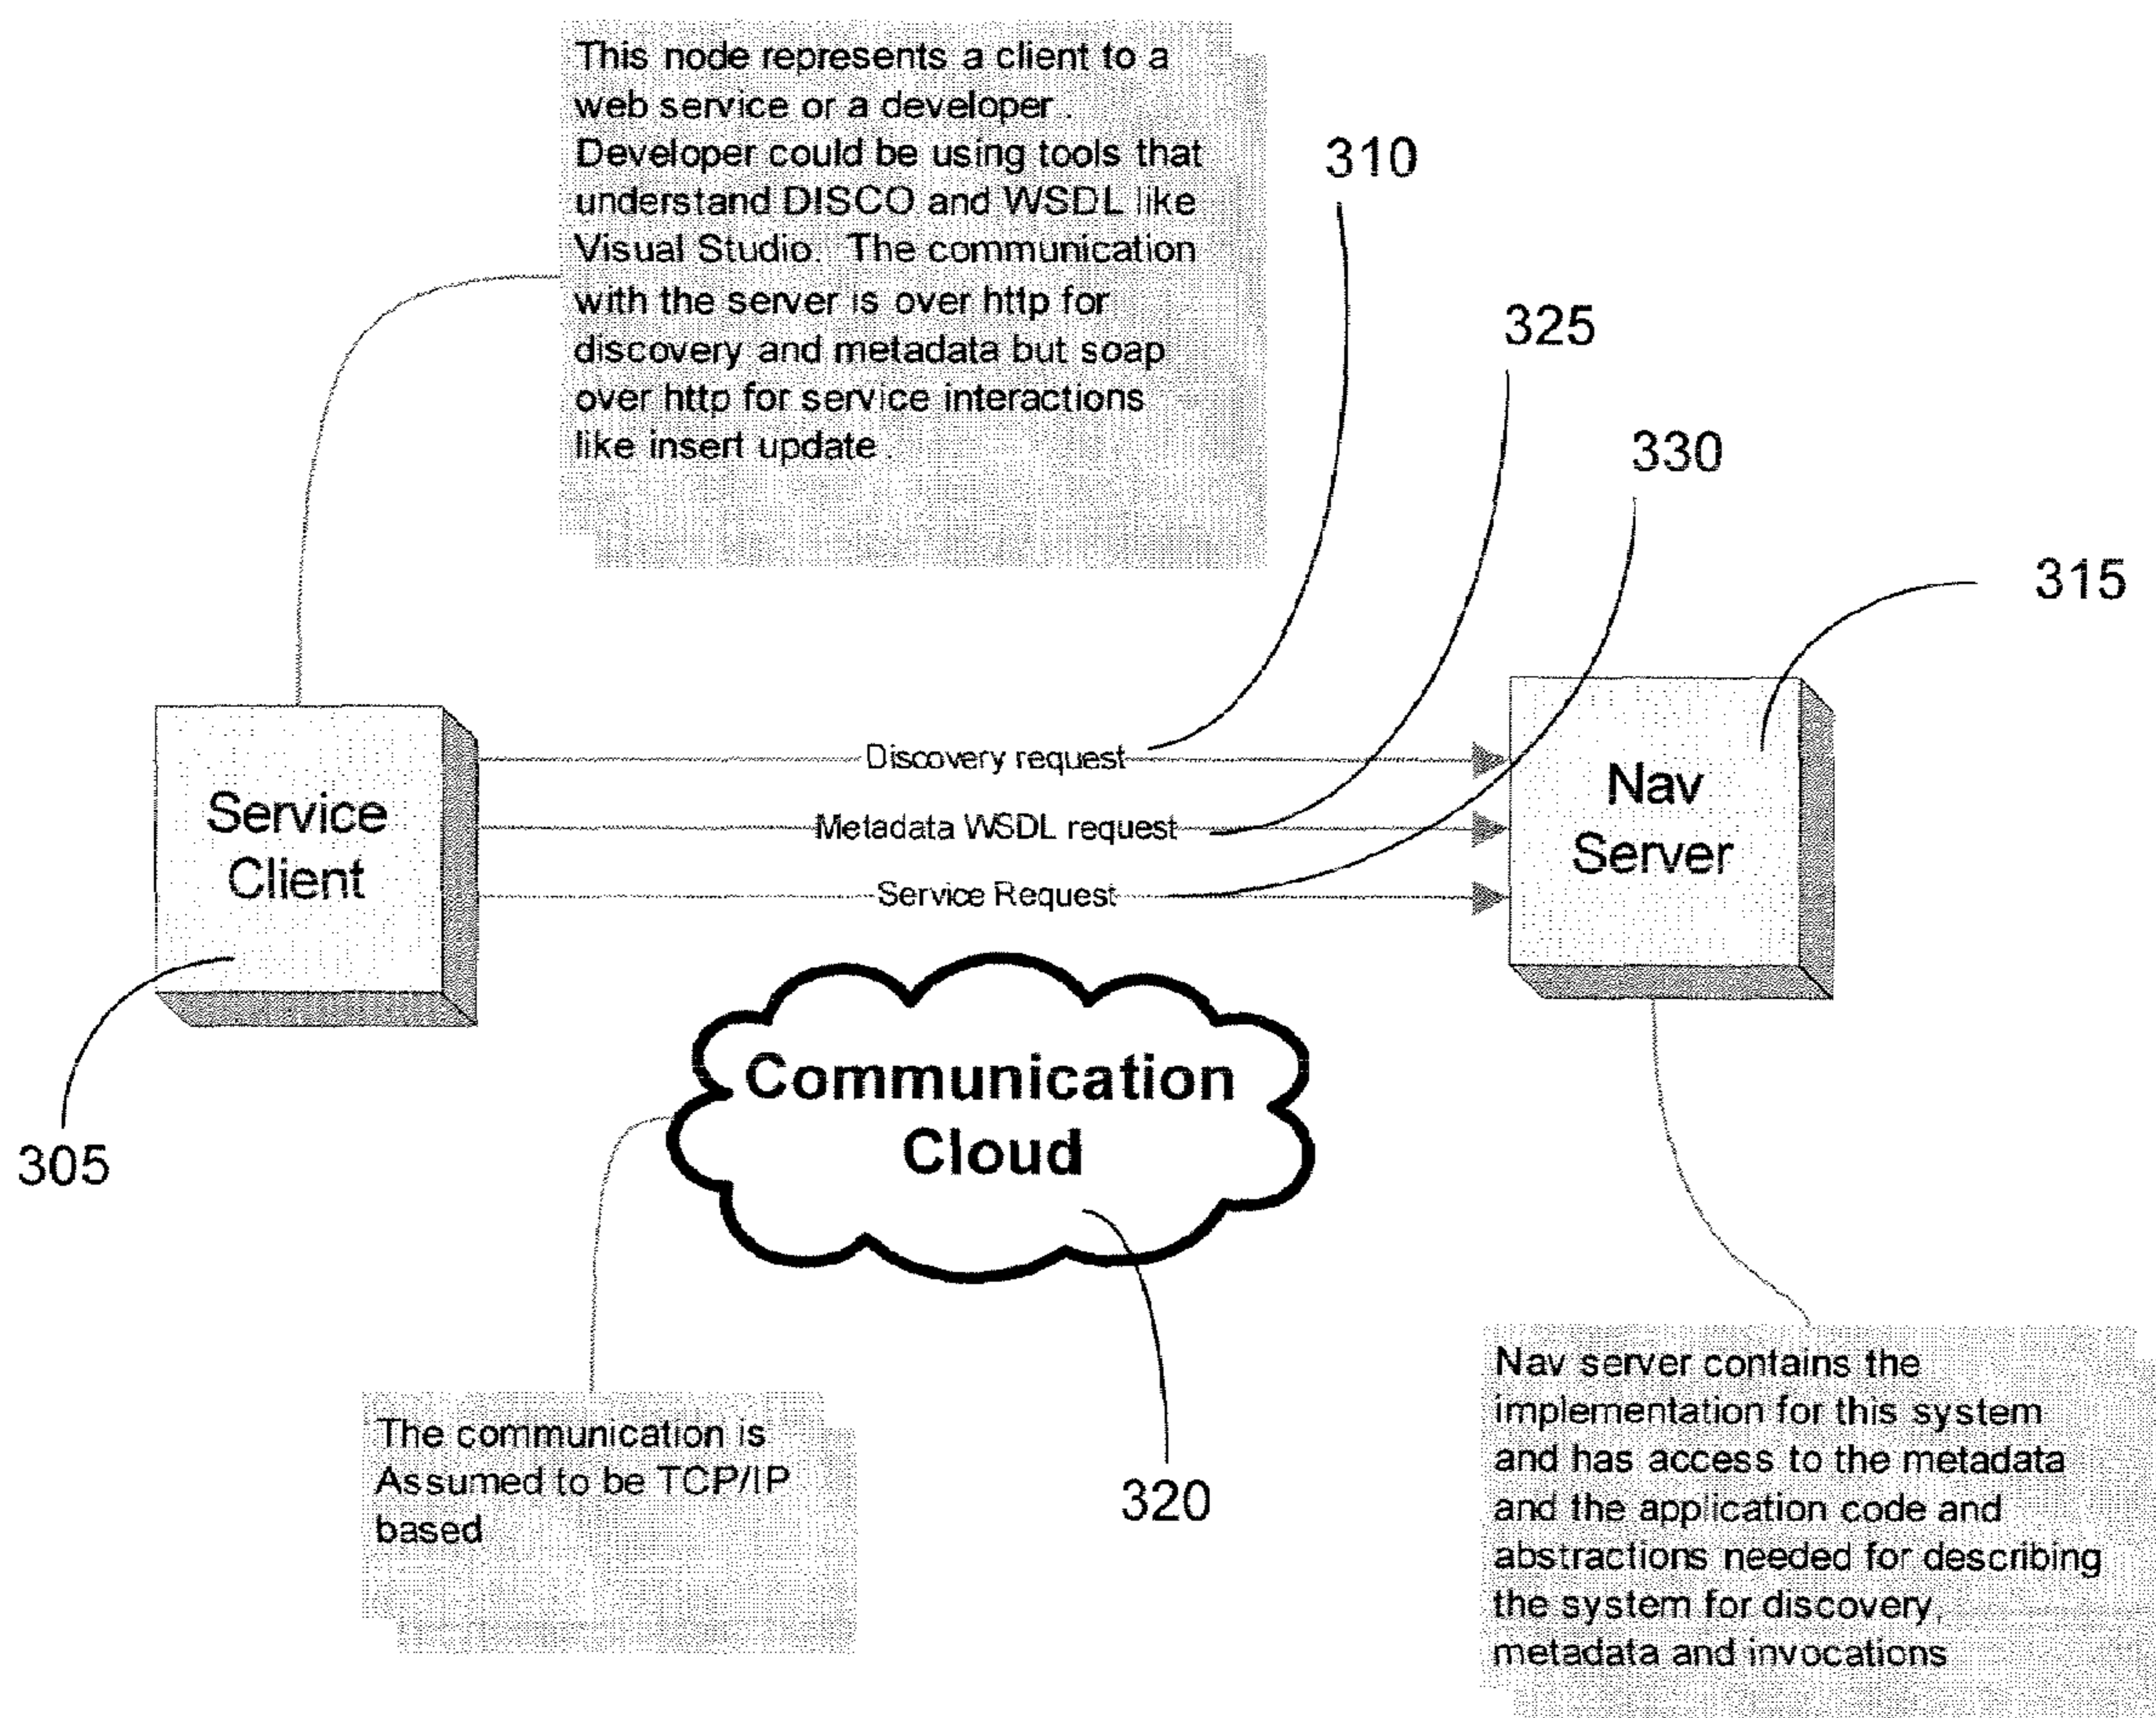 This node represents a client to a
web service or a developer.
Developer could be using tools that
understand DISCO and WSDL like
Visual Studio. The communication
with the server is over http for
discovery and metadata but soap
over http for service interactions
like insert update.
310
325
330
315
Discovery request
Metadata WSDL request
Service Request
Service
Client
Nav
Server
Communication
Cloud
305
320
The communication is
Assumed to be TCP/IP
based
Nav server contains the
implementation for this system
and has access to the metadata
and the application code and
abstractions needed for describing
the system for discovery,
metadata and invocations